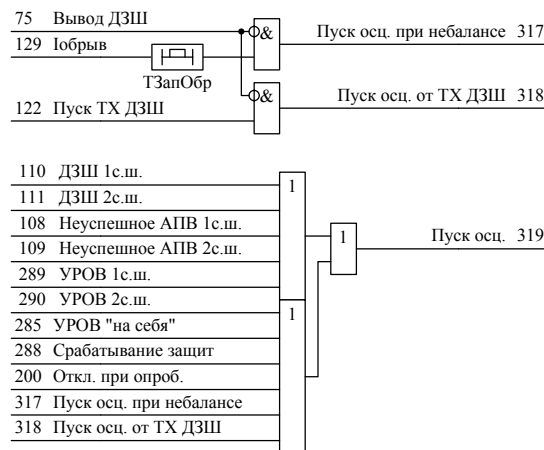 75 Вывод ДЗШ
129 Iобрыв
ТЗапОбр
&
Пуск осц. при небалансе 317
&
Пуск осц. от ТХ ДЗШ 318
122 Пуск ТХ ДЗШ
110 ДЗШ 1с.ш.
111 ДЗШ 2с.ш.
108 Неуспешное АПВ 1с.ш.
109 Неуспешное АПВ 2с.ш.
289 УРОВ 1с.ш.
290 УРОВ 2с.ш.
285 УРОВ "на себя"
288 Срабатывание защит
200 Откл. при опроб.
317 Пуск осц. при небалансе
318 Пуск осц. от ТХ ДЗШ
1
1
1
Пуск осц. 319